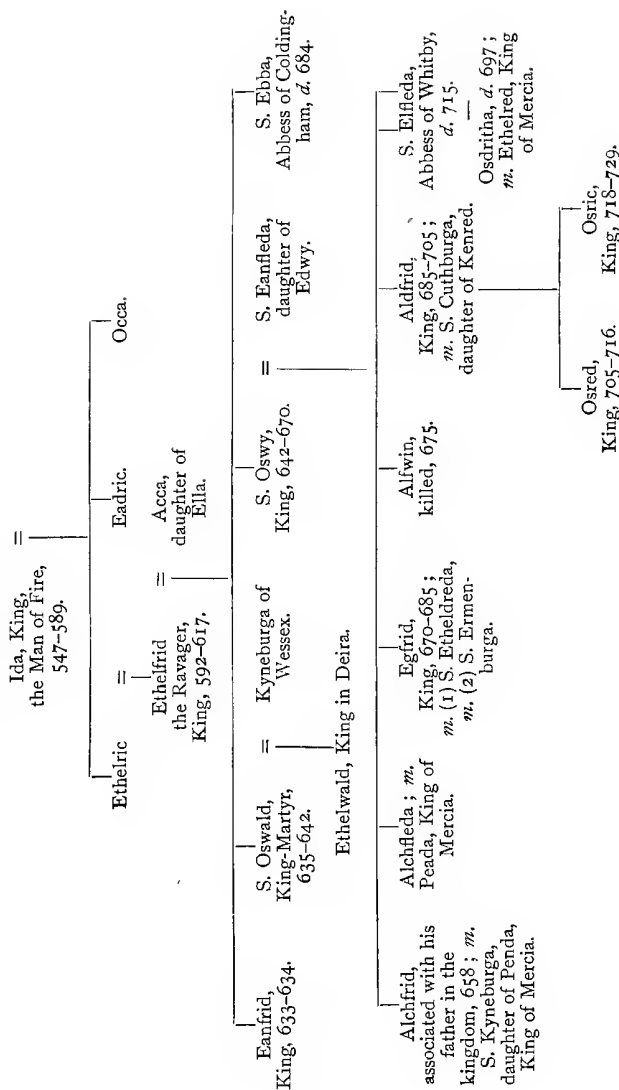 Ida, King,
the Man of Fire,
547–589.
=
Ethelric
Eadric.
Occa.
=
Ethelfrid
the Ravager,
King, 592–617.
=
Acca,
daughter of
Ella.
Eanfrid,
King, 633–634.
S. Oswald,
King-Martyr,
635–642.
=
Kyneburga of
Wessex.
S. Oswy,
King, 642–670.
=
S. Eanfleda,
daughter of
Edwy.
S. Ebba,
Abbess of Colding-
ham, d. 684.
Ethelwald, King in Deira.
Alchfrid,
associated with his
father in the
kingdom, 658; m.
S. Kyneburga,
daughter of Penda,
King of Mercia.
Alchfleda; m.
Peada, King of
Mercia.
Egfrid,
King, 670–685;
m. (1) S. Etheldreda,
m. (2) S. Ermen-
burga.
Alfwin,
killed, 675.
Aldfrid,
King, 685–705;
m. S. Cuthburga,
daughter of Kenred.
S. Elfleda,
Abbess of Whitby,
d. 715.
—
Osdritha, d. 697;
m. Ethelred, King
of Mercia.
Osred,
King, 705–716.
Osric,
King, 718–729.